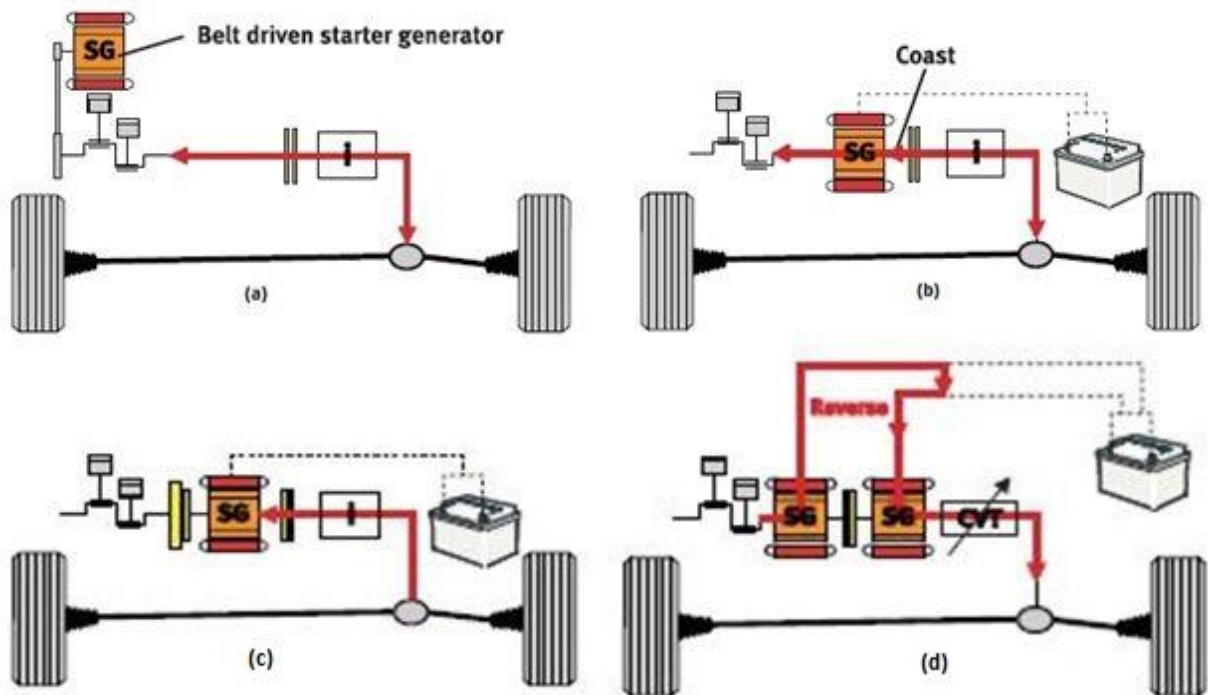 SG
Belt driven starter generator
i
(a)
Coast
SG
i
(b)
SG
i
(c)
Reverse
SG
SG
CVT
(d)